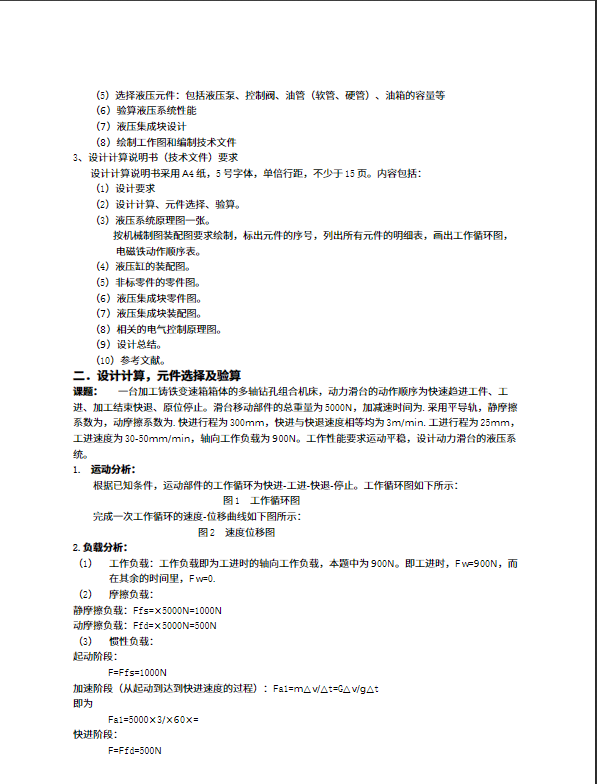 （5）选择液压元件：包括液压泵、控制阀、油管（软管、硬管）、油箱的容量等
（6）验算液压系统性能
（7）液压集成块设计
（8）绘制工作图和编制技术文件
3、设计计算说明书（技术文件）要求
设计计算说明书采用A4纸，5号字体，单倍行距，不少于15页。内容包括：
（1）设计要求
（2）设计计算、元件选择、验算。
（3）液压系统原理图一张。
按机械制图装配图要求绘制，标出元件的序号，列出所有元件的明细表，画出工作循环图，
电磁铁动作顺序表。
（4）液压缸的装配图。
（5）非标零件的零件图。
（6）液压集成块零件图。
（7）液压集成块装配图。
（8）相关的电气控制原理图。
（9）设计总结。
（10）参考文献。
二．设计计算，元件选择及验算
课题： 一台加工铸铁变速箱箱体的多轴钻孔组合机床，动力滑台的动作顺序为快速趋进工件、工
进、加工结束快退、原位停止。滑台移动部件的总重量为5000N，加减速时间为.采用平导轨，静摩擦
系数为，动摩擦系数为.快进行程为300mm，快进与快退速度相等均为3m/min.工进行程为25mm，
工进速度为30-50mm/min，轴向工作负载为900N。工作性能要求运动平稳，设计动力滑台的液压系
统。
1. 运动分析：
根据已知条件，运动部件的工作循环为快进-工进-快退-停止。工作循环图如下所示：
图1 工作循环图
完成一次工作循环的速度-位移曲线如下图所示：
图2 速度位移图
2.负载分析：
（1） 工作负载：工作负载即为工进时的轴向工作负载，本题中为900N。即工进时，Fw=900N，而
在其余的时间里，Fw=0.
（2） 摩擦负载：
静摩擦负载：Ffs=×5000N=1000N
动摩擦负载：Ffd=×5000N=500N
（3） 惯性负载：
起动阶段：
F=Ffs=1000N
加速阶段（从起动到达到快进速度的过程）：Fa1=m△v/△t=G△v/g△t
即为
Fa1=5000×3/×60×=
快进阶段：
F=Ffd=500N